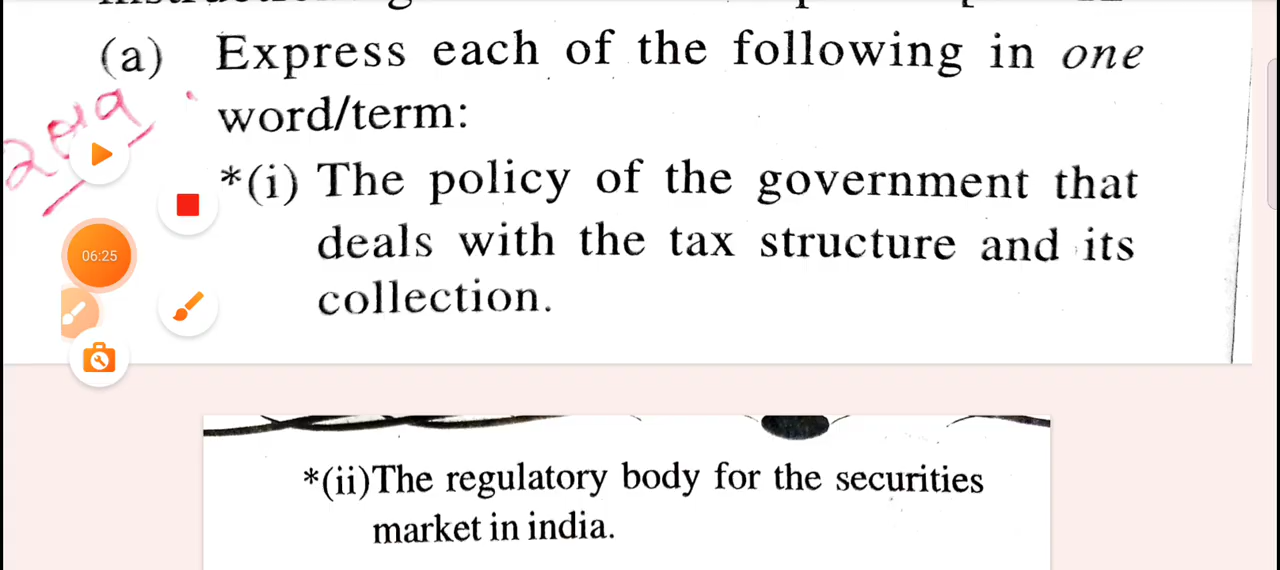 (a) Express each of the following in one
word/term:
2019
*(i) The policy of the government that
deals with the tax structure and its
collection.
06:25
*(ii)The regulatory body for the securities
market in india.